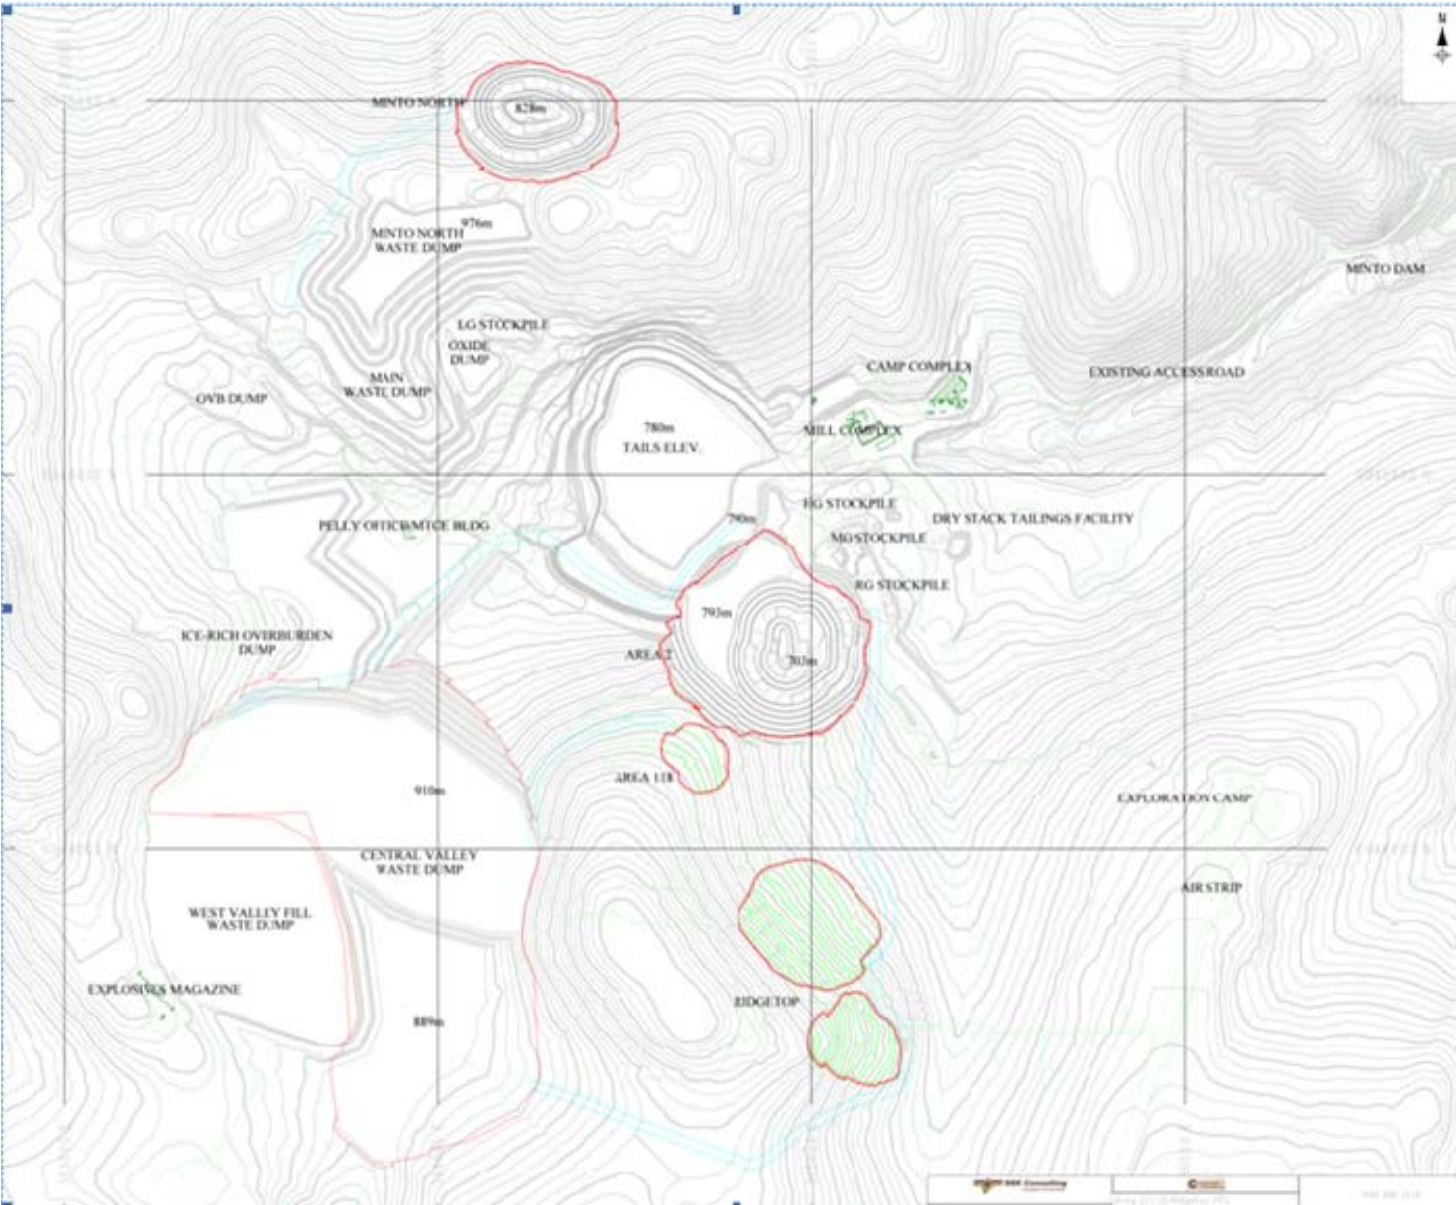 N
MINTO NORTH
828m
976m
MINTO NORTH
WASTE DUMP
MINTO DAM
LG STOCKPILE
OXIDE
DUMP
CAMP COMPLEX
EXISTING ACCESS ROAD
MAIN
WASTE DUMP
OVB DUMP
780m
TAILS ELEV.
MILL COMPLEX
HG STOCKPILE
790m
DRY STACK TAILINGS FACILITY
PELLY OFFICE/MTCE BLDG
MG STOCKPILE
RG STOCKPILE
793m
ICE-RICH OVERBURDEN
DUMP
AREA 2
703m
AREA 118
910m
EXPLORATION CAMP
CENTRAL VALLEY
WASTE DUMP
AIR STRIP
WEST VALLEY FILL
WASTE DUMP
EXPLOSIVES MAGAZINE
RIDGETOP
889m
SRK Consulting